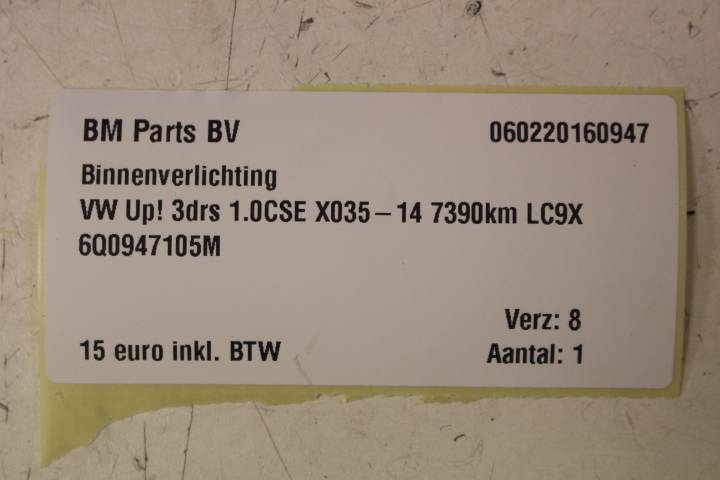 BM Parts BV 060220160947
Binnenverlichting
VW Up! 3drs 1.0CSE X035-14 7390km LC9X
6Q0947105M
Verz: 8
15 euro inkl. BTW Aantal: 1